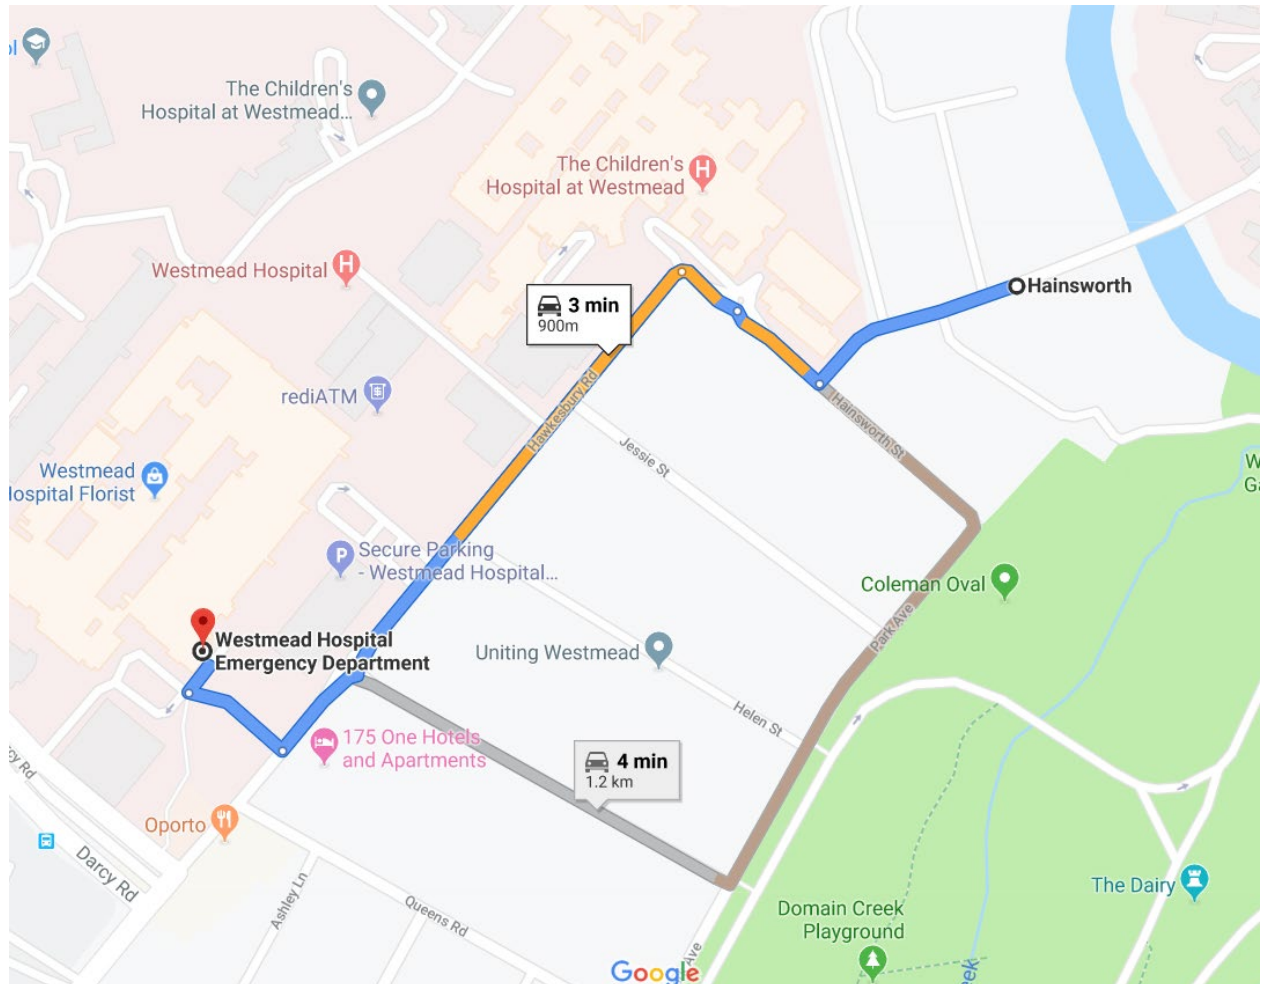 The Children's
Hospital at Westmead...
The Children's
Hospital at Westmead
H
Westmead Hospital
H
Hainsworth
3 min
900m
rediATM
Hawkesbury Rd
Hainsworth St
Jessie St
Westmead
Hospital Florist
Secure Parking
- Westmead Hospital...
P
Coleman Oval
Park Ave
Westmead Hospital
Emergency Department
Uniting Westmead
Helen St
175 One Hotels
and Apartments
4 min
1.2 km
Oporto
Darcy Rd
Ashley Ln
Queens Rd
The Dairy
Domain Creek
Playground
Ave
Google